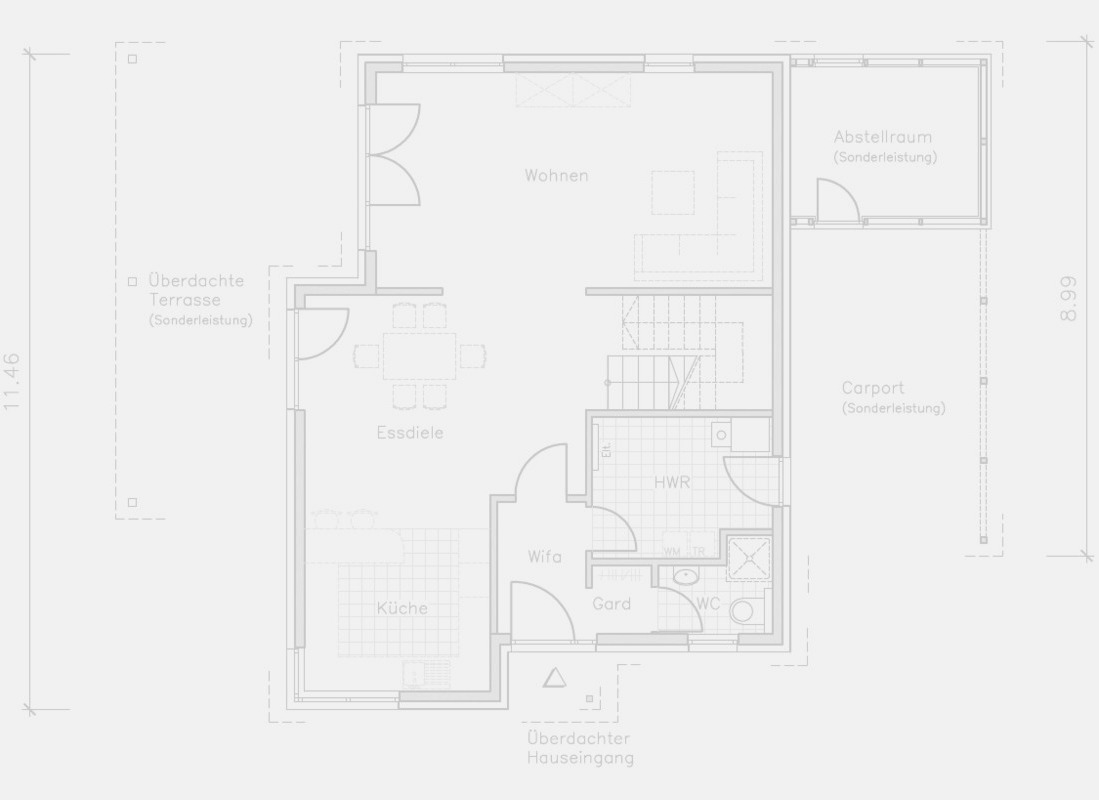 Abstellraum
(Sonderleistung)
Wohnen
Überdachte
Terrasse
(Sonderleistung)
8.99
11.46
Carport
(Sonderleistung)
Essdiele
Elt.
HWR
Wifa
WM
TR
Küche
Gard
WC
Überdachter
Hauseingang